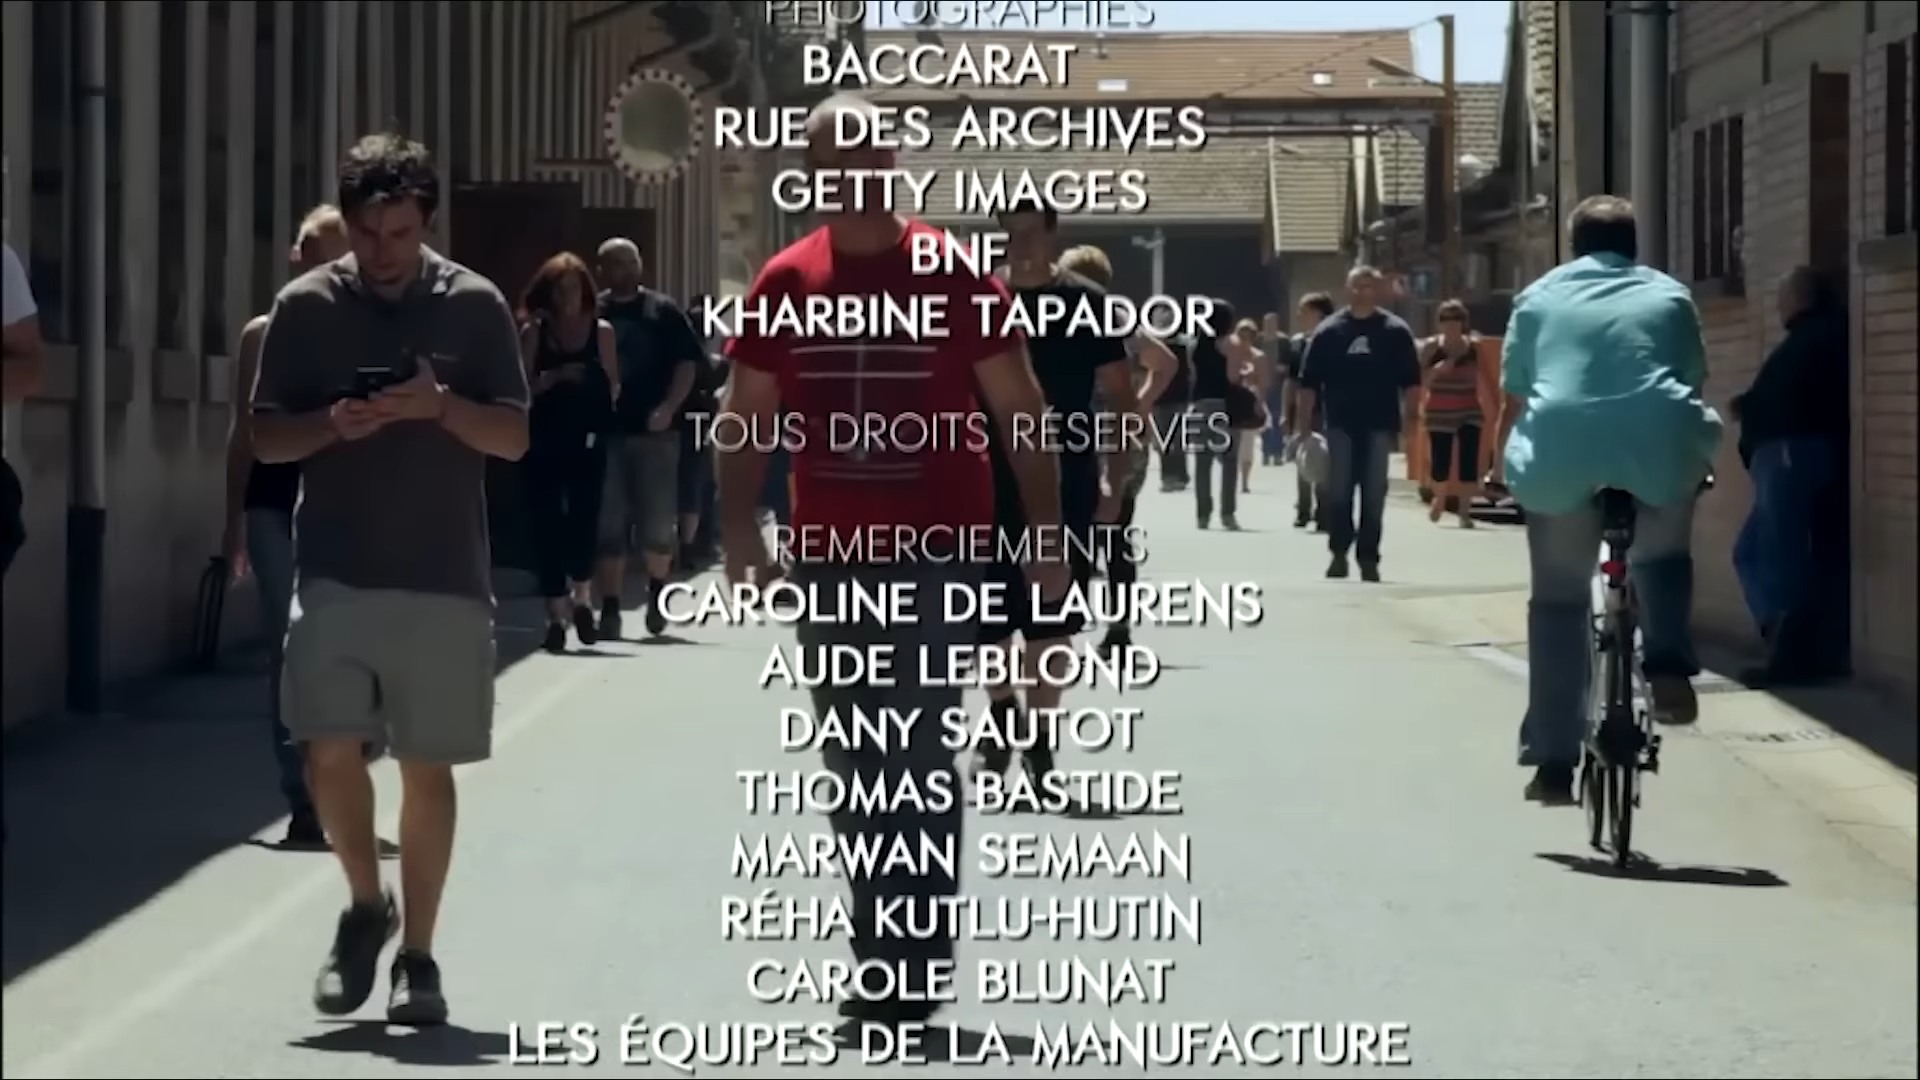 PHOTOGRAPHIES
BACCARAT
RUE DES ARCHIVES
GETTY IMAGES
BNF
KHARBINE TAPADOR
TOUS DROITS RÉSERVÉS
REMERCIEMENTS
CAROLINE DE LAURENS
AUDE LEBLOND
DANY SAUTOT
THOMAS BASTIDE
MARWAN SEMAAN
RÉHA KUTLU-HUTIN
CAROLE BLUNAT
LES ÉQUIPES DE LA MANUFACTURE